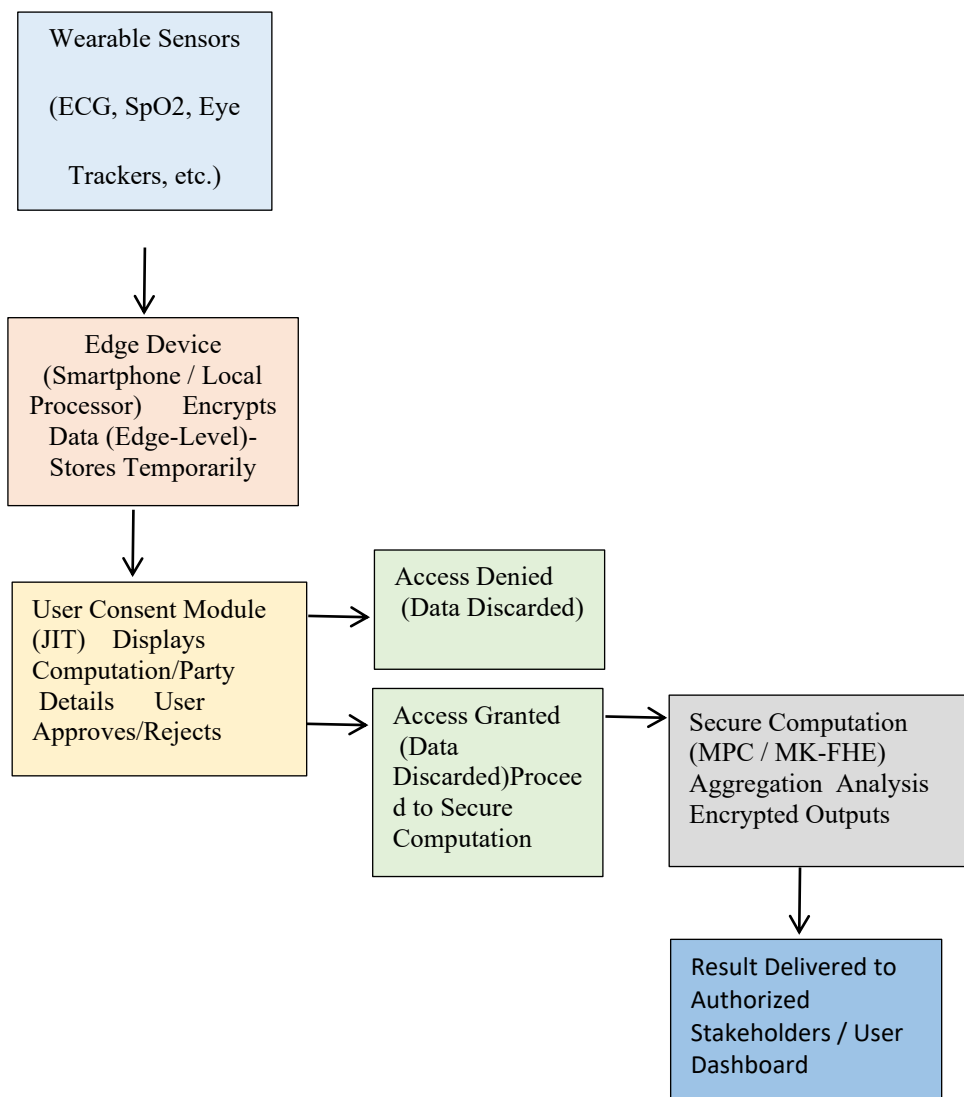 Wearable Sensors
(ECG, SpO2, Eye
Trackers, etc.)
Edge Device
(Smartphone / Local
Processor) Encrypts
Data (Edge-Level)-
Stores Temporarily
User Consent Module
(JIT) Displays
Computation/Party
Details User
Approves/Rejects
Access Denied
(Data Discarded)
Access Granted
(Data
Discarded)Procee
d to Secure
Computation
Secure Computation
(MPC / MK-FHE)
Aggregation Analysis
Encrypted Outputs
Result Delivered to
Authorized
Stakeholders / User
Dashboard